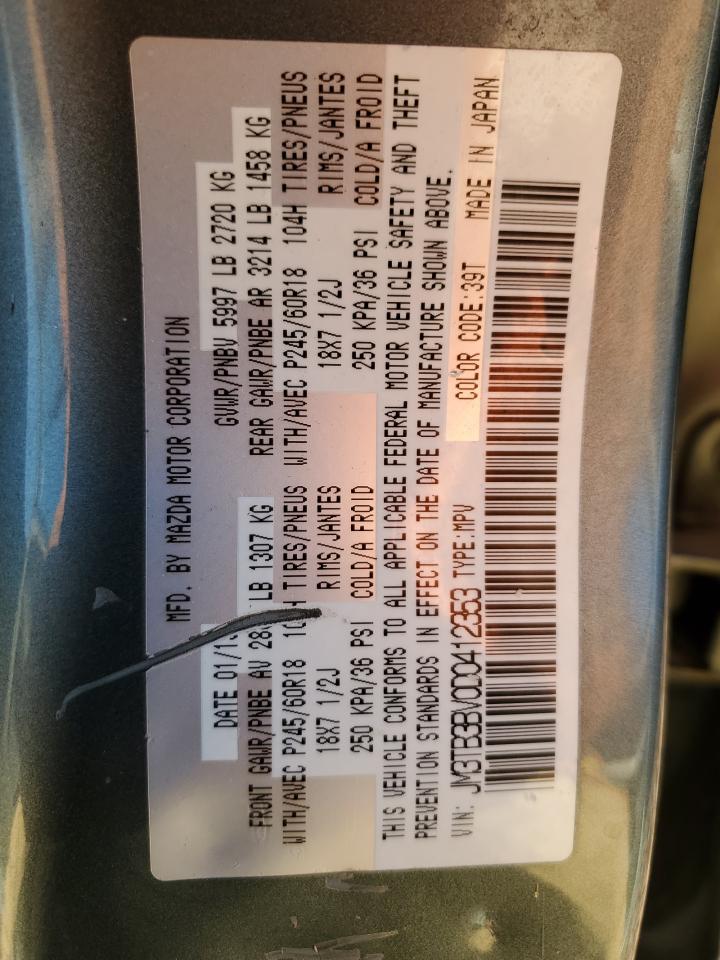 MFD. BY MAZDA MOTOR CORPORATION
DATE GVWR/PNBV 5997 LB 2720 KG
FRONT GAWR/PNBE AV LB 1307 KG REAR GAWR/PNBE AR 3214 LB 1458 KG
WITH/AVEC P245/60R18 TIRES/PNEUS WITH/AVEC P245/60R18 104H TIRES/PNEUS
18X7 1/2J RIMS/JANTES 18X7 1/2J RIMS/JANTES
250 KPA/36 PSI COLD/A FROID 250 KPA/36 PSI COLD/A FROID
THIS VEHICLE CONFORMS TO ALL APPLICABLE FEDERAL MOTOR VEHICLE SAFETY AND THEFT
PREVENTION STANDARDS IN EFFECT ON THE DATE OF MANUFACTURE SHOWN ABOVE.
VIN: JM3TB3BV0D0412353 TYPE:MPV COLOR CODE:39T MADE IN JAPAN